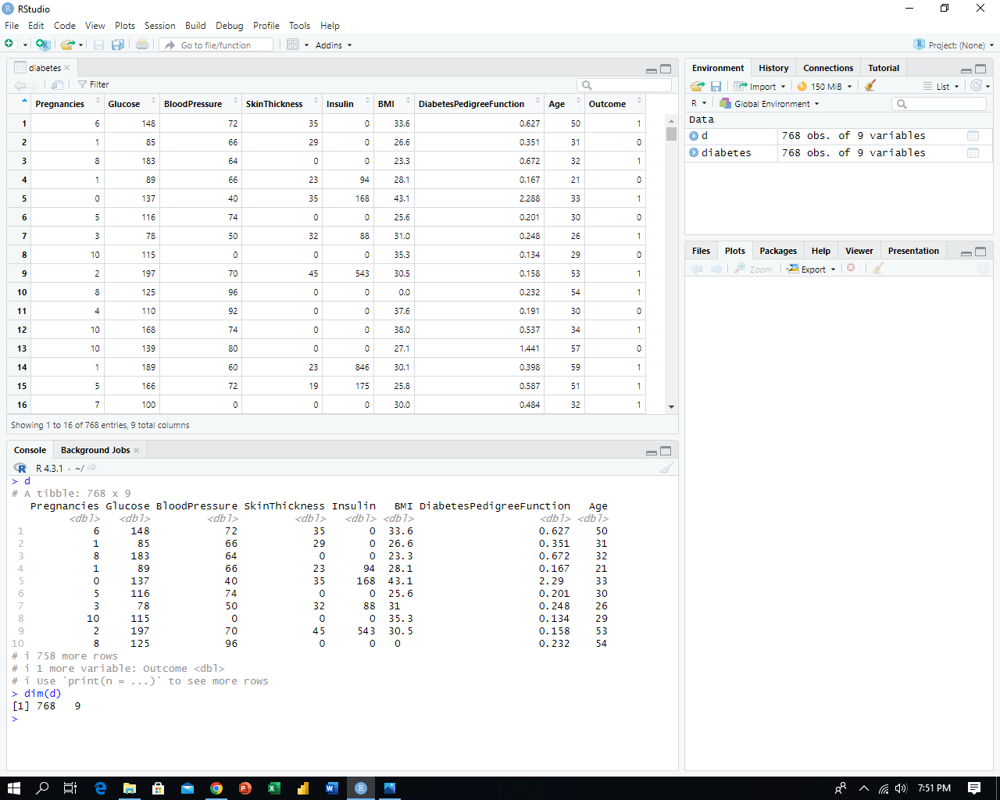 RStudio
File Edit Code View Plots Session Build Debug Profile Tools Help
Go to file/function Addins Project: (None)
diabetes
Filter
Pregnancies Glucose BloodPressure SkinThickness Insulin BMI DiabetesPedigreeFunction Age Outcome
1 6 148 72 35 0 33.6 0.627 50 1
2 1 85 66 29 0 26.6 0.351 31 0
3 8 183 64 0 0 23.3 0.672 32 1
4 1 89 66 23 94 28.1 0.167 21 0
5 0 137 40 35 168 43.1 2.288 33 1
6 5 116 74 0 0 25.6 0.201 30 0
7 3 78 50 32 88 31.0 0.248 26 1
8 10 115 0 0 0 35.3 0.134 29 0
9 2 197 70 45 543 30.5 0.158 53 1
10 8 125 96 0 0 0.0 0.232 54 1
11 4 110 92 0 0 37.6 0.191 30 0
12 10 168 74 0 0 38.0 0.537 34 1
13 10 139 80 0 0 27.1 1.441 57 0
14 1 189 60 23 846 30.1 0.398 59 1
15 5 166 72 19 175 25.8 0.587 51 1
16 7 100 0 0 0 30.0 0.484 32 1
Showing 1 to 16 of 768 entries, 9 total columns
Console Background Jobs
R R 4.3.1 · ~/
> d
# A tibble: 768 x 9
Pregnancies Glucose BloodPressure SkinThickness Insulin BMI DiabetesPedigreeFunction Age
<dbl> <dbl> <dbl> <dbl> <dbl> <dbl> <dbl> <dbl>
1 6 148 72 35 0 33.6 0.627 50
2 1 85 66 29 0 26.6 0.351 31
3 8 183 64 0 0 23.3 0.672 32
4 1 89 66 23 94 28.1 0.167 21
5 0 137 40 35 168 43.1 2.29 33
6 5 116 74 0 0 25.6 0.201 30
7 3 78 50 32 88 31 0.248 26
8 10 115 0 0 0 35.3 0.134 29
9 2 197 70 45 543 30.5 0.158 53
10 8 125 96 0 0 0 0.232 54
# i 758 more rows
# i 1 more variable: Outcome <dbl>
# i Use `print(n = ...)` to see more rows
> dim(d)
[1] 768 9
>
Environment History Connections Tutorial
Import 150 MiB List
R Global Environment
Data
d 768 obs. of 9 variables
diabetes 768 obs. of 9 variables
Files Plots Packages Help Viewer Presentation
Zoom Export
7:51 PM